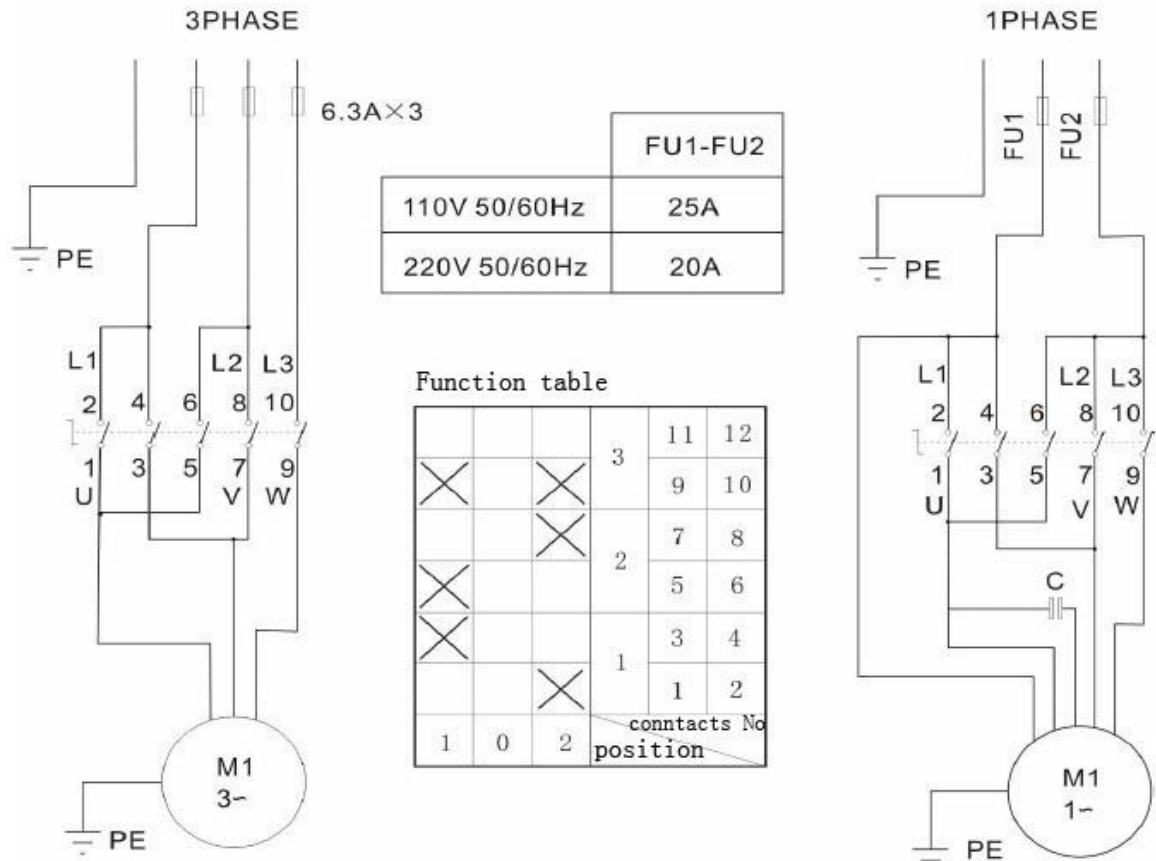 3PHASE
1PHASE
6.3A×3
FU1
FU2
FU1-FU2
110V 50/60Hz 25A
220V 50/60Hz 20A
PE
PE
L1 L2 L3
2 4 6 8 10
1 3 5 7 9
U V W
M1
3~
PE
Function table
3 11 12
9 10
2 7 8
5 6
1 3 4
1 2
conntacts No
1 0 2 position
L1 L2 L3
2 4 6 8 10
1 3 5 7 9
U V W
C
M1
1~
PE